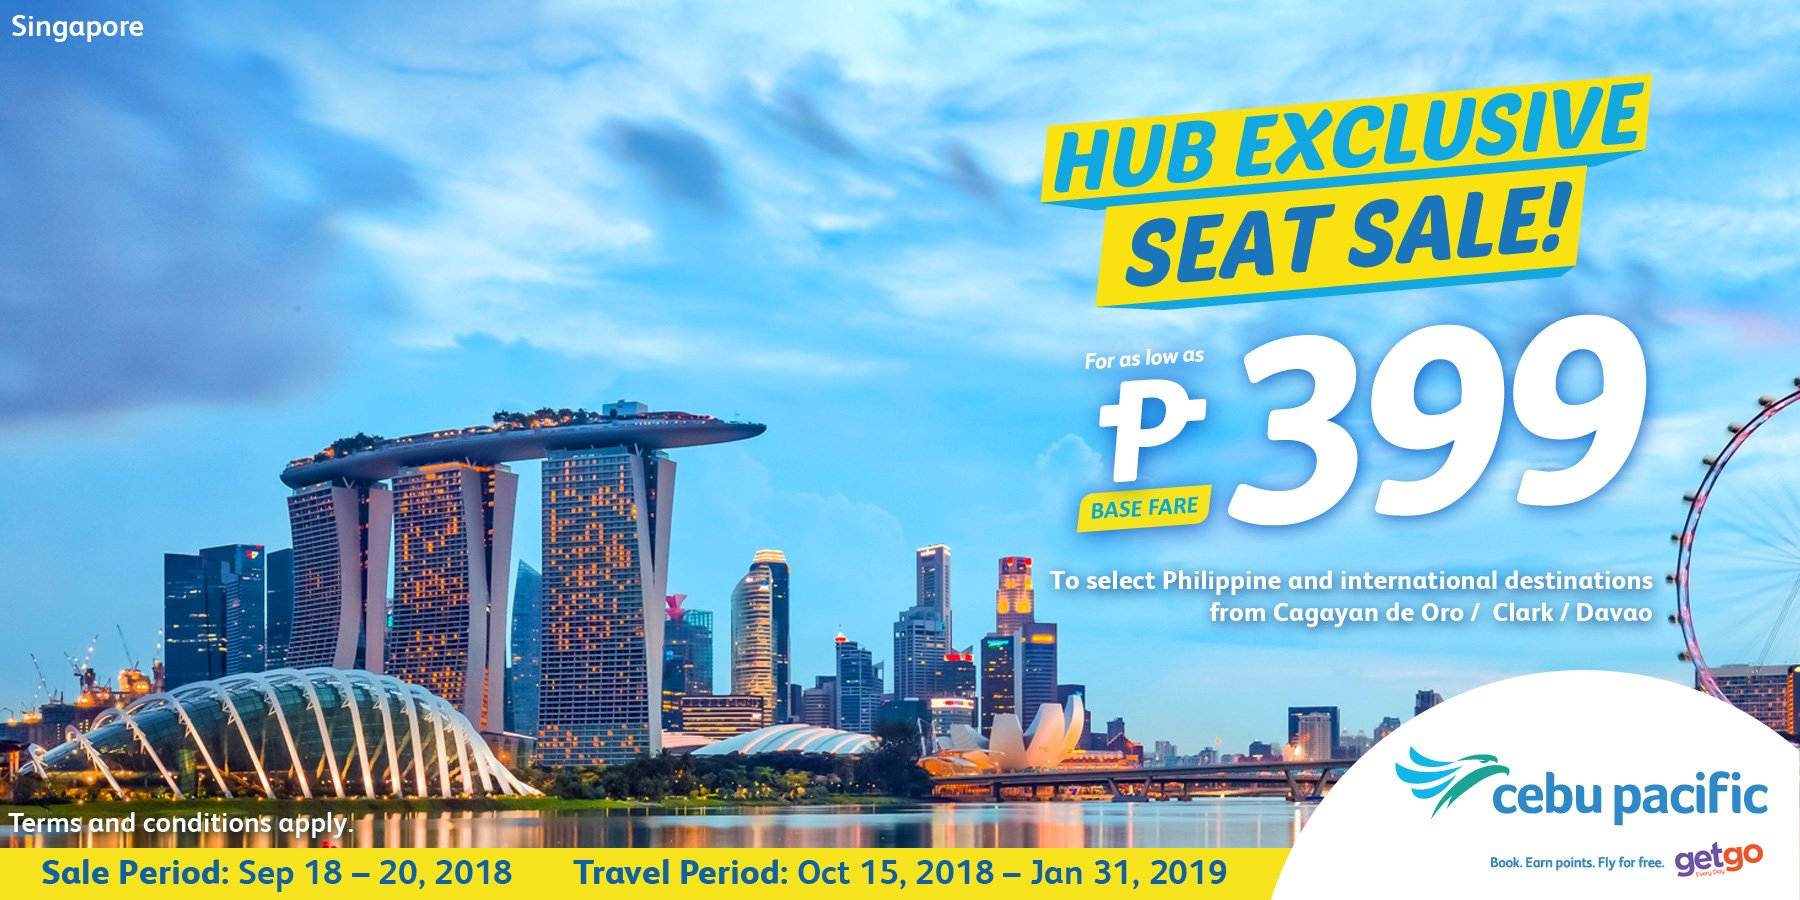 Singapore
HUB EXCLUSIVE
SEAT SALE!
For as low as
₱399
BASE FARE
To select Philippine and international destinations
from Cagayan de Oro / Clark / Davao
Terms and conditions apply.
Sale Period: Sep 18 – 20, 2018 Travel Period: Oct 15, 2018 – Jan 31, 2019
cebu pacific
Book. Earn points. Fly for free. getgo
Every Day